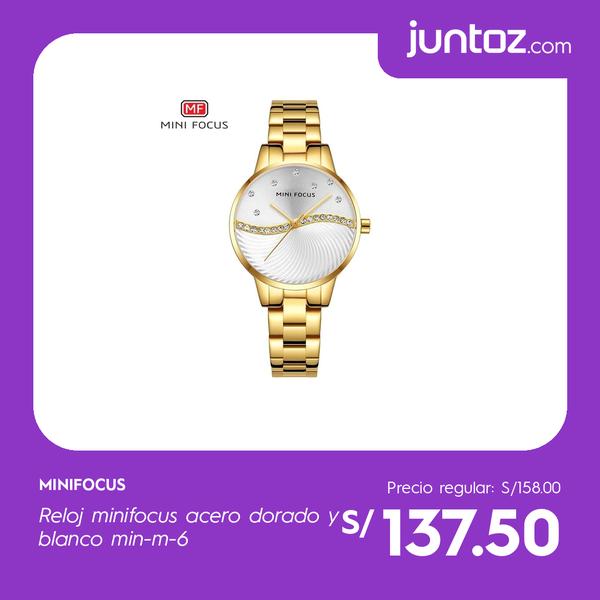 juntoz.com
MF
MINI FOCUS
MINI FOCUS
MINIFOCUS
Reloj minifocus acero dorado y
blanco min-m-6
Precio regular: S/158.00
S/137.50